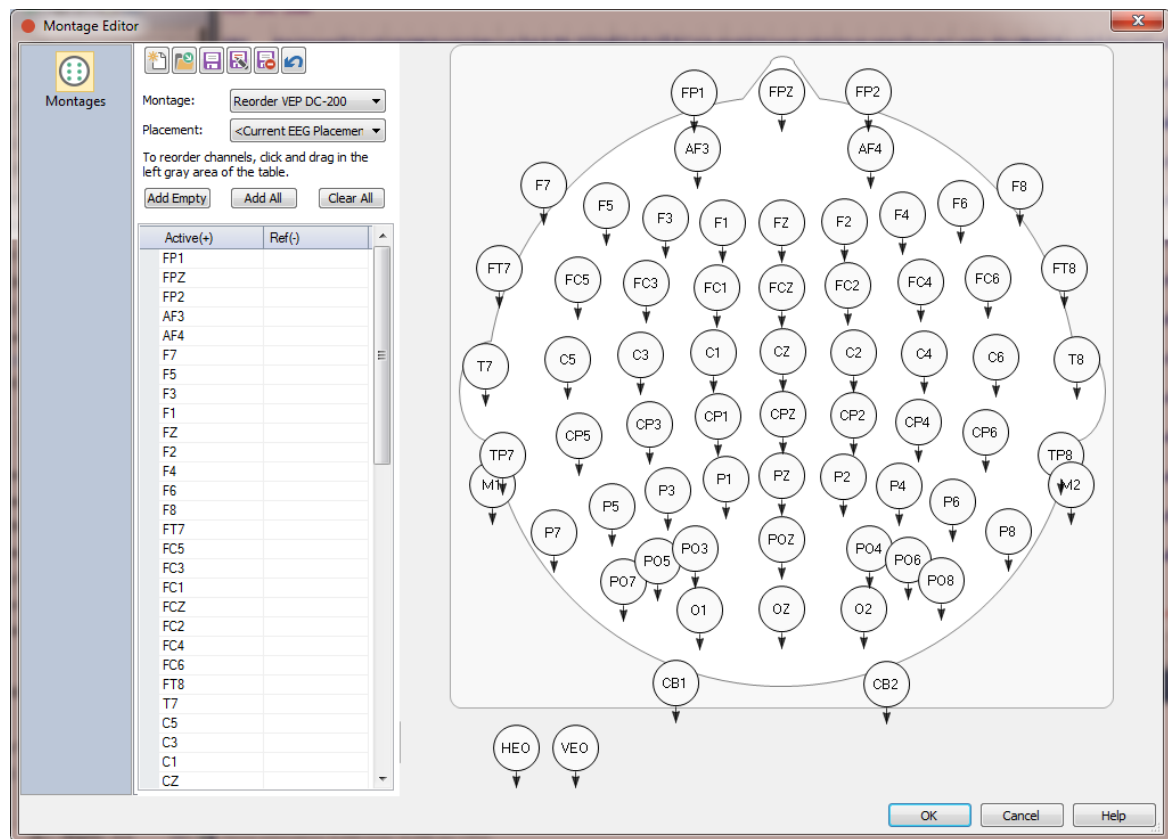 Montage Editor
Montages
Montage: Reorder VEP DC-200
Placement: <Current EEG Placemer
To reorder channels, click and drag in the
left gray area of the table.
Add Empty Add All Clear All
Active(+) Ref(-)
FP1
FPZ
FP2
AF3
AF4
F7
F5
F3
F1
FZ
F2
F4
F6
F8
FT7
FC5
FC3
FC1
FCZ
FC2
FC4
FC6
FT8
T7
C5
C3
C1
CZ
FP1 FPZ FP2
AF3 AF4
F7 F5 F3 F1 FZ F2 F4 F6 F8
FT7 FC5 FC3 FC1 FCZ FC2 FC4 FC6 FT8
T7 C5 C3 C1 CZ C2 C4 C6 T8
TP7 CP5 CP3 CP1 CPZ CP2 CP4 CP6 TP8
M1 M2
P7 P5 P3 P1 PZ P2 P4 P6 P8
PO7 PO5 PO3 POZ PO4 PO6 PO8
O1 OZ O2
CB1 CB2
HEO VEO
OK Cancel Help